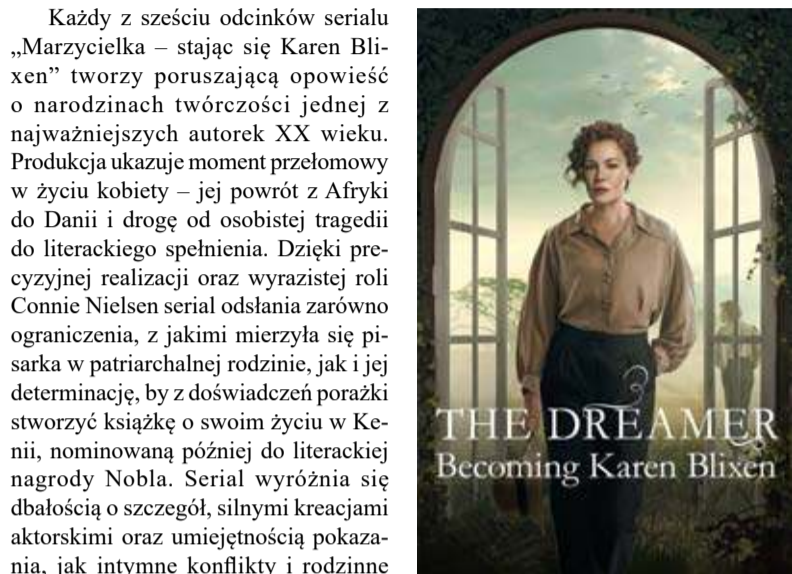 Każdy z sześciu odcinków serialu
„Marzycielka – stając się Karen Bli-
xen” tworzy poruszającą opowieść
o narodzinach twórczości jednej z
najważniejszych autorek XX wieku.
Produkcja ukazuje moment przełomowy
w życiu kobiety – jej powrót z Afryki
do Danii i drogę od osobistej tragedii
do literackiego spełnienia. Dzięki pre-
cyzyjnej realizacji oraz wyrazistej roli
Connie Nielsen serial odsłania zarówno
ograniczenia, z jakimi mierzyła się pi-
sarka w patriarchalnej rodzinie, jak i jej
determinację, by z doświadczeń porażki
stworzyć książkę o swoim życiu w Ke-
nii, nominowaną później do literackiej
nagrody Nobla. Serial wyróżnia się
dbałością o szczegół, silnymi kreacjami
aktorskimi oraz umiejętnością pokaza-
nia, jak intymne konflikty i rodzinne
THE DREAMER
Becoming Karen Blixen